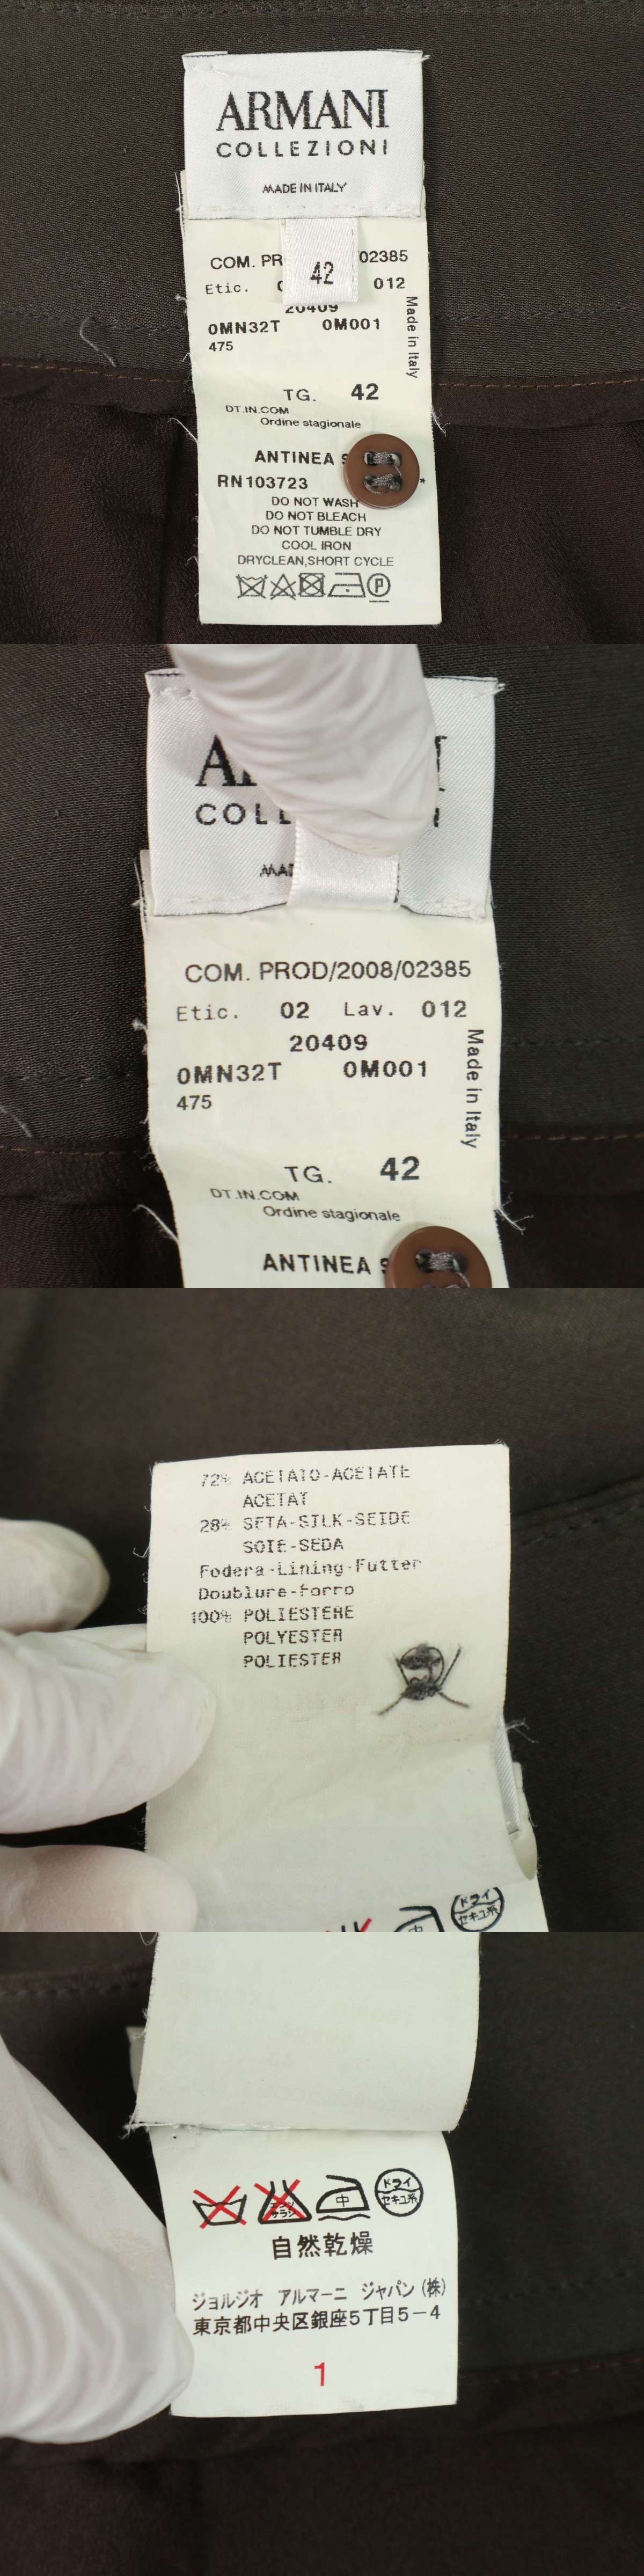 ARMANI
COLLEZIONI
MADE IN ITALY
42
COM. PR /02385
Etic. 012
20409
0MN32T 0M001
475
Made in Italy
TG. 42
DT.IN.COM
Ordine stagionale
ANTINEA
RN103723
DO NOT WASH
DO NOT BLEACH
DO NOT TUMBLE DRY
COOL IRON
DRYCLEAN,SHORT CYCLE
P
COLL
COM. PROD/2008/02385
Etic. 02 Lav. 012
20409
0MN32T 0M001
475
Made in Italy
TG. 42
DT.IN.COM
Ordine stagionale
ANTINEA
72% ACETATO-ACETATE
ACETAT
28% SETA-SILK-SEIDE
SOIE-SEDA
Fodera-Lining-Futter
Doublure-Forro
100% POLIESTERE
POLYESTER
POLIESTER
中
ドライ
セキユ系
エンソ
サラシ
中
ドライ
セキユ系
自然乾燥
ジョルジオ アルマーニ ジャパン(株)
東京都中央区銀座5丁目5-4
1